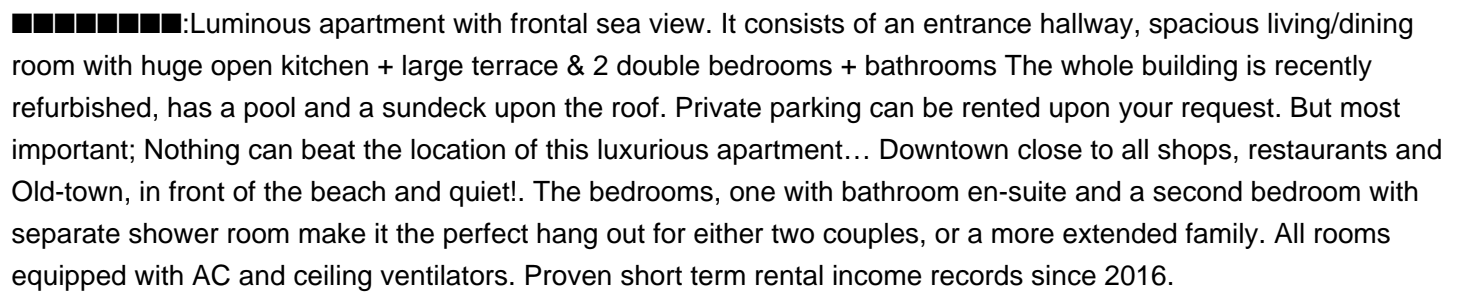 ■■■■■■■■:Luminous apartment with frontal sea view. It consists of an entrance hallway, spacious living/dining
room with huge open kitchen + large terrace & 2 double bedrooms + bathrooms The whole building is recently
refurbished, has a pool and a sundeck upon the roof. Private parking can be rented upon your request. But most
important; Nothing can beat the location of this luxurious apartment… Downtown close to all shops, restaurants and
Old-town, in front of the beach and quiet!. The bedrooms, one with bathroom en-suite and a second bedroom with
separate shower room make it the perfect hang out for either two couples, or a more extended family. All rooms
equipped with AC and ceiling ventilators. Proven short term rental income records since 2016.